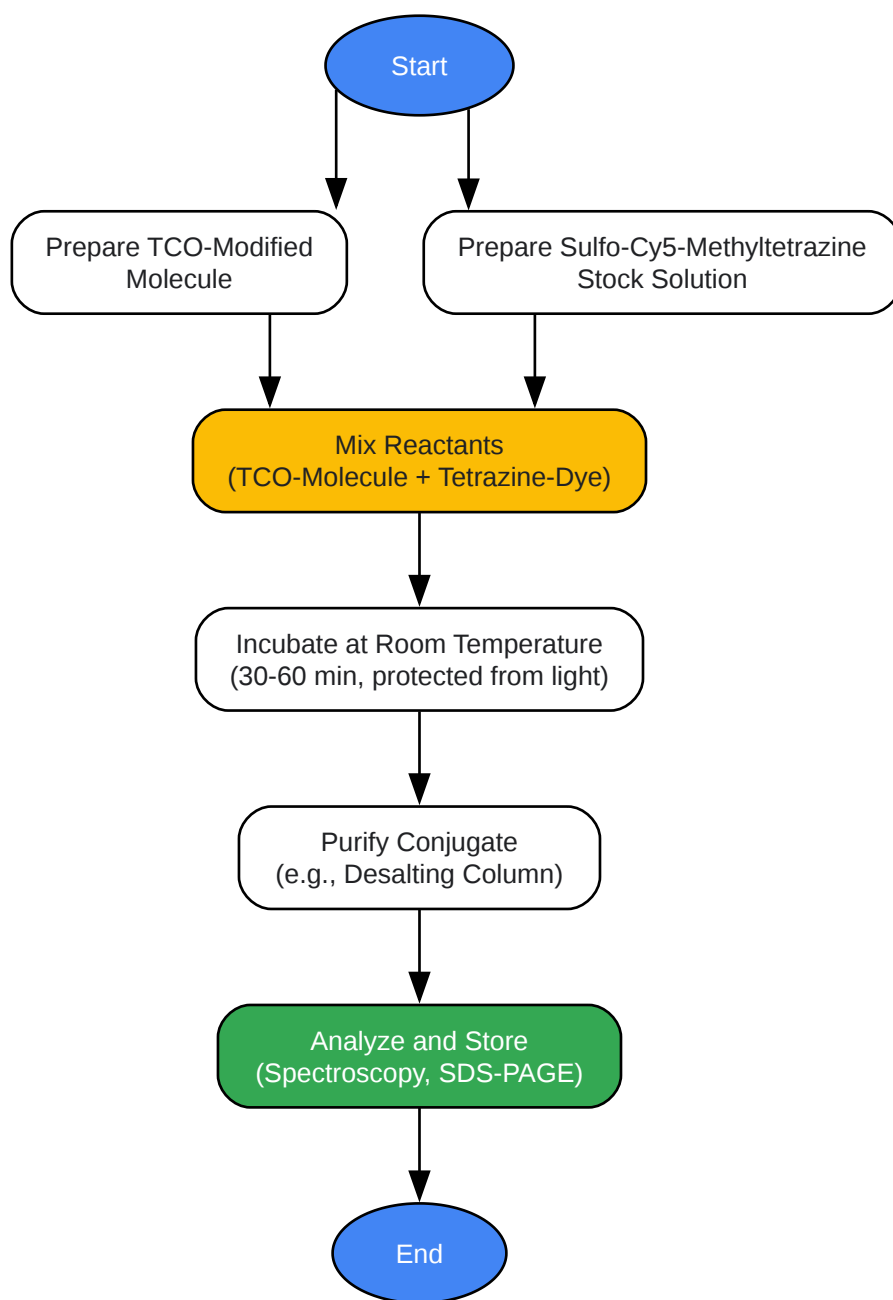 Start
Prepare TCO-Modified
Molecule
Prepare Sulfo-Cy5-Methyltetrazine
Stock Solution
Mix Reactants
(TCO-Molecule + Tetrazine-Dye)
Incubate at Room Temperature
(30-60 min, protected from light)
Purify Conjugate
(e.g., Desalting Column)
Analyze and Store
(Spectroscopy, SDS-PAGE)
End